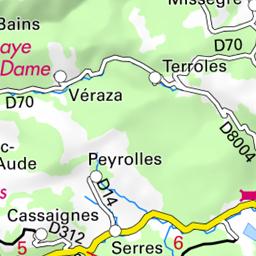 Missègre
Bains
D70
aye
Dame
Terroles
D70
Véraza
D8004
c-
Aude
Peyrolles
s
D14
Cassaignes
D312
5
Serres
6